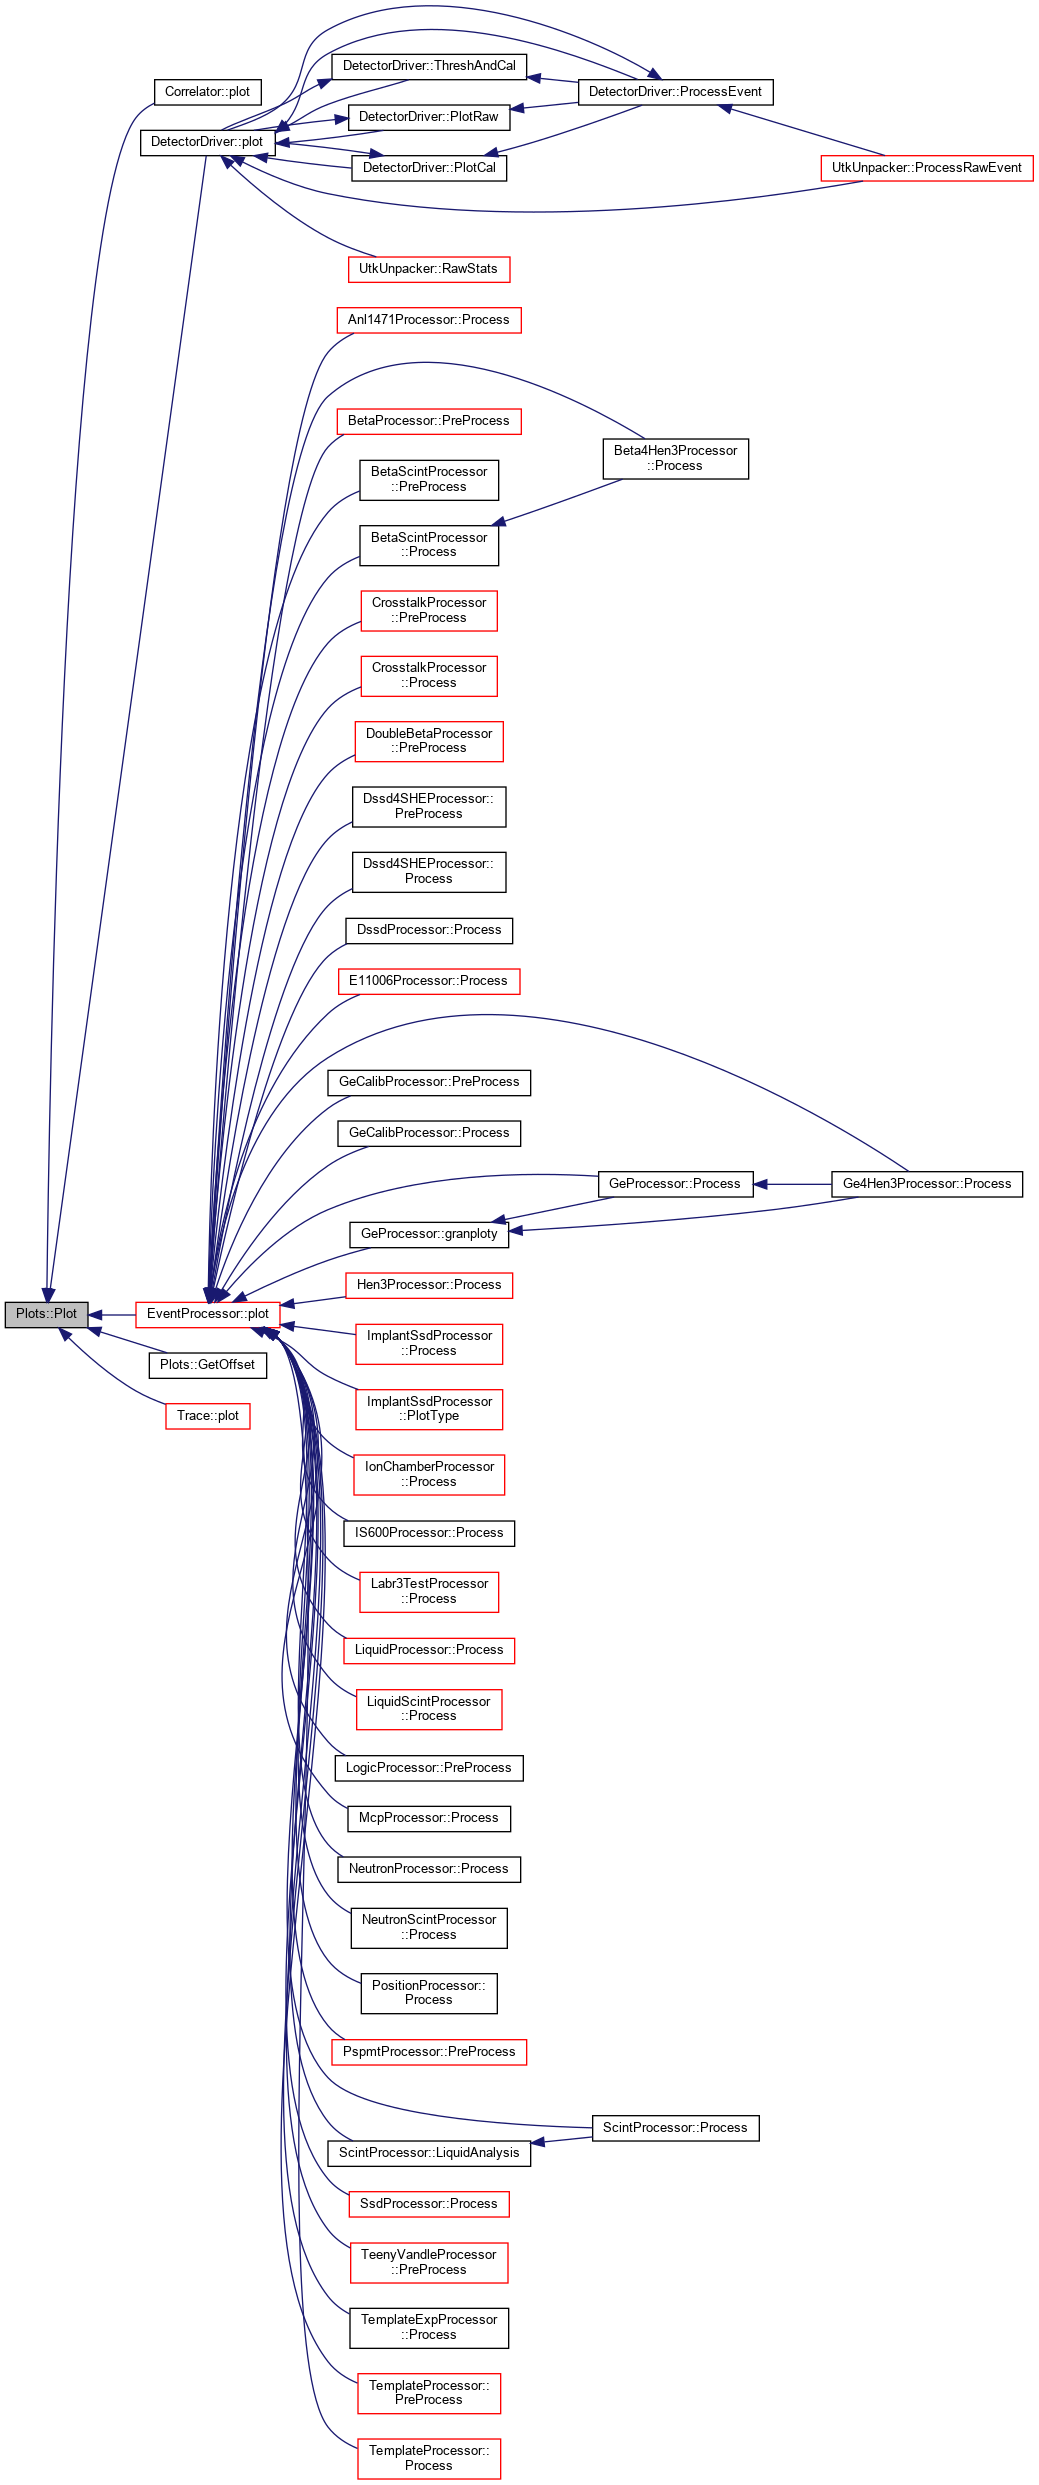 DetectorDriver::ThreshAndCal
Correlator::plot
DetectorDriver::ProcessEvent
DetectorDriver::PlotRaw
DetectorDriver::plot
DetectorDriver::PlotCal
UtkUnpacker::ProcessRawEvent
UtkUnpacker::RawStats
Anl1471Processor::Process
BetaProcessor::PreProcess
Beta4Hen3Processor
::Process
BetaScintProcessor
::PreProcess
BetaScintProcessor
::Process
CrosstalkProcessor
::PreProcess
CrosstalkProcessor
::Process
DoubleBetaProcessor
::PreProcess
Dssd4SHEProcessor::
PreProcess
Dssd4SHEProcessor::
Process
DssdProcessor::Process
E11006Processor::Process
GeCalibProcessor::PreProcess
GeCalibProcessor::Process
GeProcessor::Process
Ge4Hen3Processor::Process
GeProcessor::granploty
Hen3Processor::Process
Plots::Plot
EventProcessor::plot
ImplantSsdProcessor
::Process
Plots::GetOffset
ImplantSsdProcessor
::PlotType
Trace::plot
IonChamberProcessor
::Process
IS600Processor::Process
Labr3TestProcessor
::Process
LiquidProcessor::Process
LiquidScintProcessor
::Process
LogicProcessor::PreProcess
McpProcessor::Process
NeutronProcessor::Process
NeutronScintProcessor
::Process
PositionProcessor::
Process
PspmtProcessor::PreProcess
ScintProcessor::Process
ScintProcessor::LiquidAnalysis
SsdProcessor::Process
TeenyVandleProcessor
::PreProcess
TemplateExpProcessor
::Process
TemplateProcessor::
PreProcess
TemplateProcessor::
Process